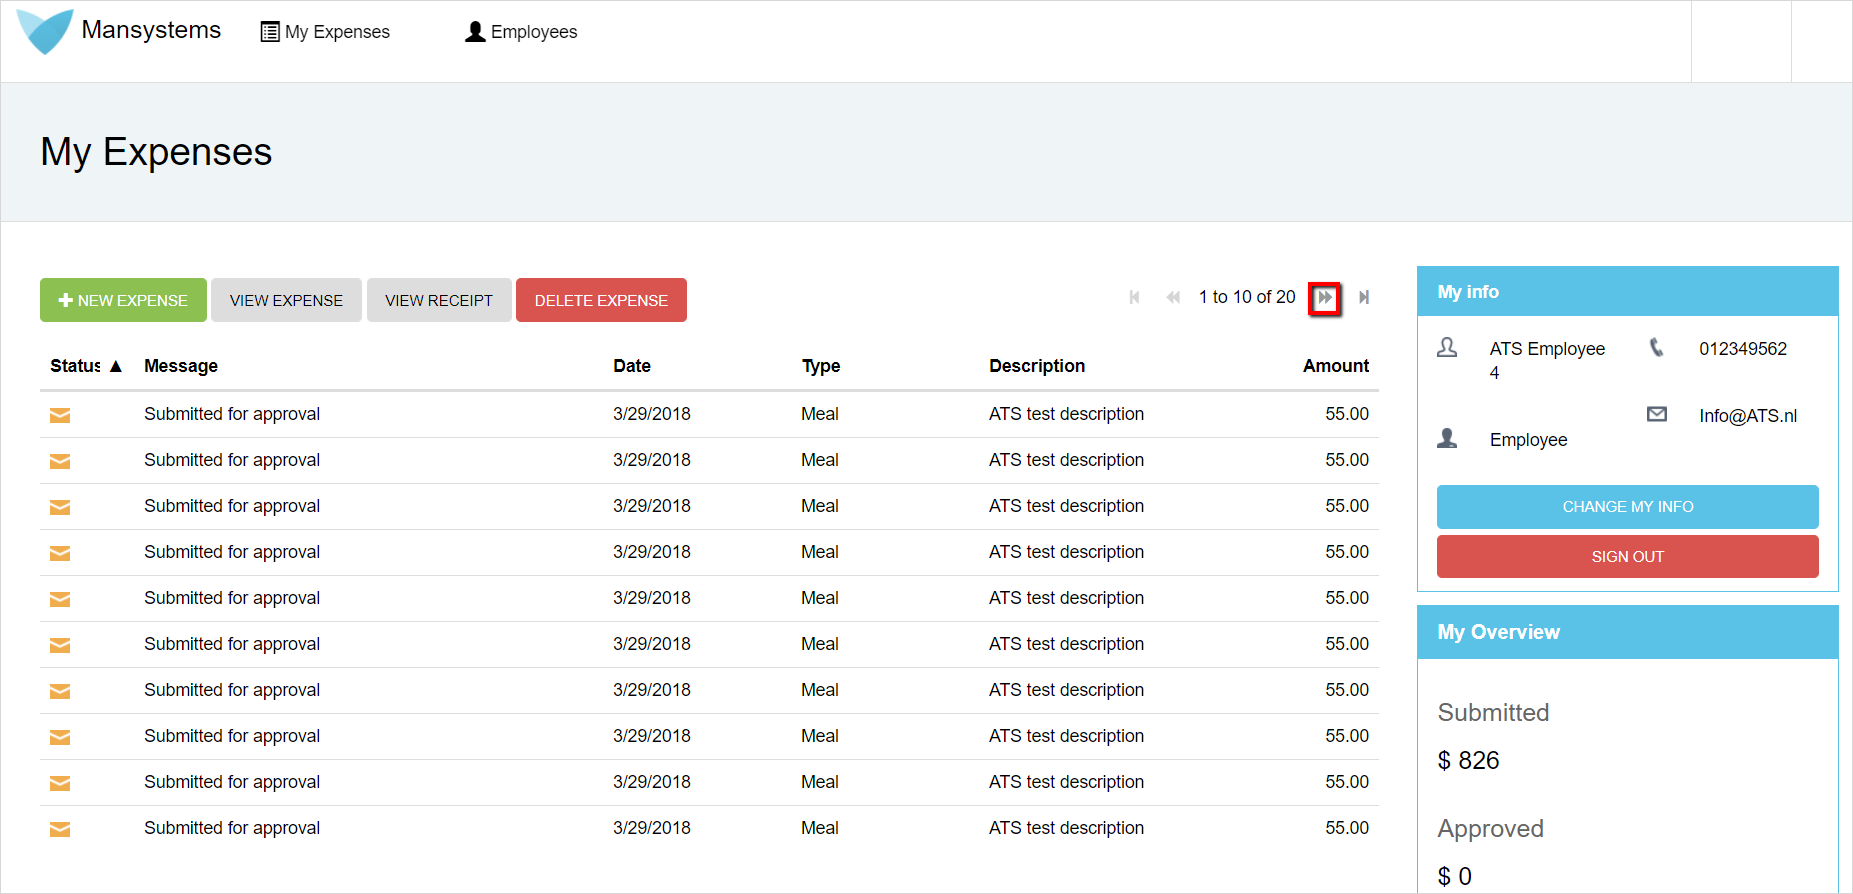 Mansystems
My Expenses
Employees
My Expenses
NEW EXPENSE
VIEW EXPENSE
VIEW RECEIPT
DELETE EXPENSE
1 to 10 of 20
Status ▲ Message Date Type Description Amount
Submitted for approval 3/29/2018 Meal ATS test description 55.00
Submitted for approval 3/29/2018 Meal ATS test description 55.00
Submitted for approval 3/29/2018 Meal ATS test description 55.00
Submitted for approval 3/29/2018 Meal ATS test description 55.00
Submitted for approval 3/29/2018 Meal ATS test description 55.00
Submitted for approval 3/29/2018 Meal ATS test description 55.00
Submitted for approval 3/29/2018 Meal ATS test description 55.00
Submitted for approval 3/29/2018 Meal ATS test description 55.00
Submitted for approval 3/29/2018 Meal ATS test description 55.00
Submitted for approval 3/29/2018 Meal ATS test description 55.00
My info
ATS Employee
4
012349562
Info@ATS.nl
Employee
CHANGE MY INFO
SIGN OUT
My Overview
Submitted
$ 826
Approved
$ 0